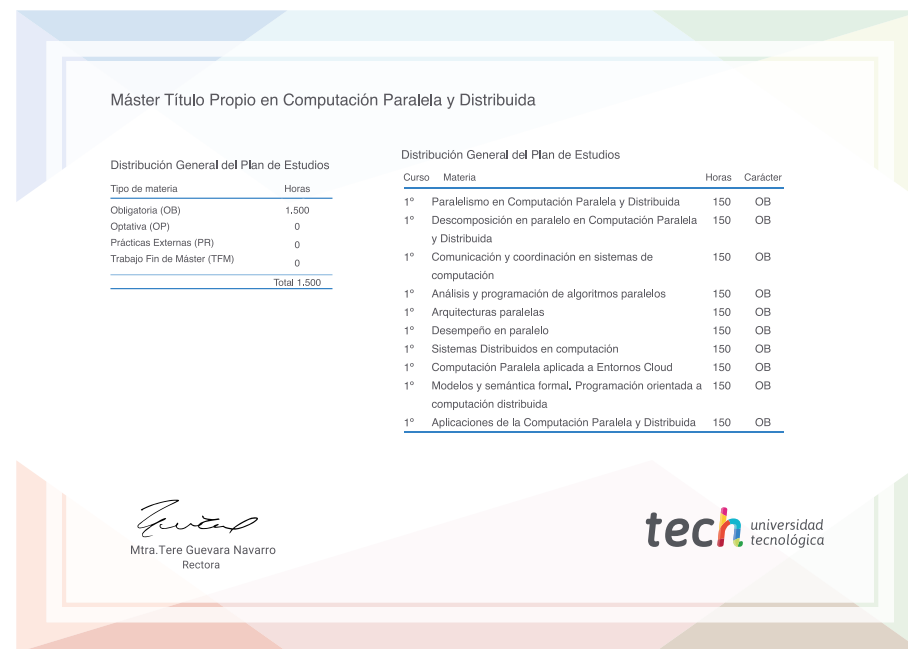 Máster Título Propio en Computación Paralela y Distribuida
Distribución General del Plan de Estudios
Tipo de materia Horas
Obligatoria (OB) 1.500
Optativa (OP) 0
Prácticas Externas (PR) 0
Trabajo Fin de Máster (TFM) 0
Total 1.500
Distribución General del Plan de Estudios
Curso Materia Horas Carácter
1º Paralelismo en Computación Paralela y Distribuida 150 OB
1º Descomposición en paralelo en Computación Paralela 150 OB
y Distribuida
1º Comunicación y coordinación en sistemas de 150 OB
computación
1º Análisis y programación de algoritmos paralelos 150 OB
1º Arquitecturas paralelas 150 OB
1º Desempeño en paralelo 150 OB
1º Sistemas Distribuidos en computación 150 OB
1º Computación Paralela aplicada a Entornos Cloud 150 OB
1º Modelos y semántica formal. Programación orientada a 150 OB
computación distribuida
1º Aplicaciones de la Computación Paralela y Distribuida 150 OB
Mtra.Tere Guevara Navarro
Rectora
tech universidad
tecnológica